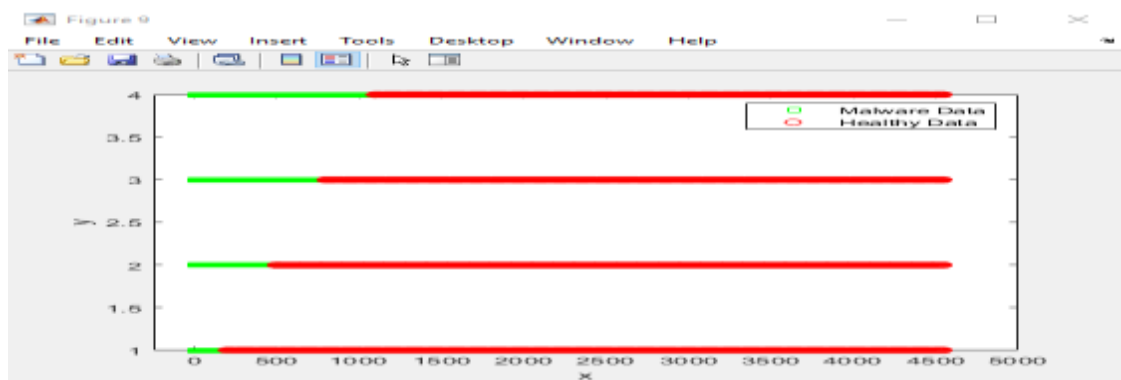 Figure 9
File Edit View Insert Tools Desktop Window Help
4
Malware Data
Healthy Data
3.5
3
y
2.5
2
1.5
1
0 500 1000 1500 2000 2500 3000 3500 4000 4500 5000
x